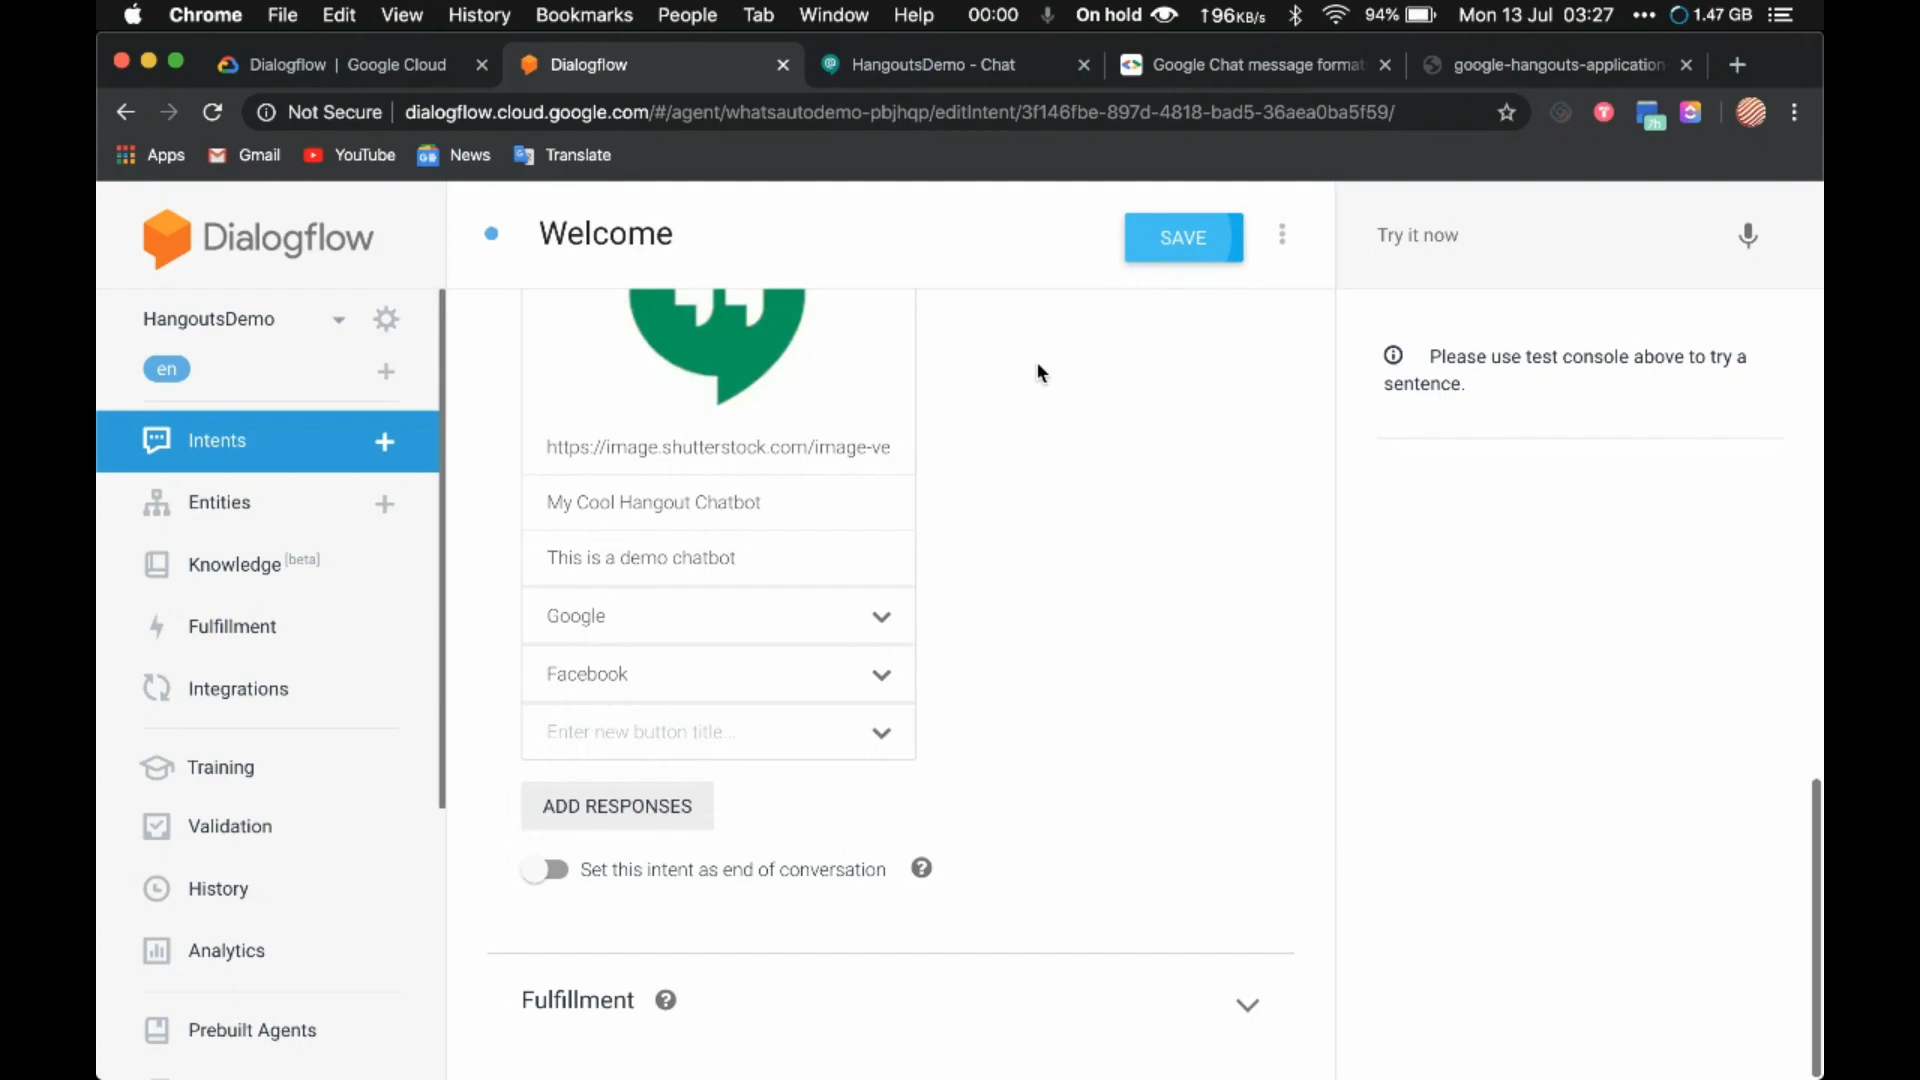 Chrome File Edit View History Bookmarks People Tab Window Help 00:00 On hold ↑96KB/s 94% Mon 13 Jul 03:27 ••• 1.47 GB
Dialogflow | Google Cloud
Dialogflow
HangoutsDemo - Chat
Google Chat message format
google-hangouts-application
Not Secure dialogflow.cloud.google.com/#/agent/whatsautodemo-pbjhqp/editIntent/3f146fbe-897d-4818-bad5-36aea0ba5f59/
7h
Apps Gmail YouTube News Translate
Dialogflow
HangoutsDemo
en
Intents
Entities
Knowledge [beta]
Fulfillment
Integrations
Training
Validation
History
Analytics
Prebuilt Agents
Welcome
SAVE
https://image.shutterstock.com/image-ve
My Cool Hangout Chatbot
This is a demo chatbot
Google
Facebook
Enter new button title...
ADD RESPONSES
Set this intent as end of conversation
Fulfillment
Try it now
Please use test console above to try a
sentence.